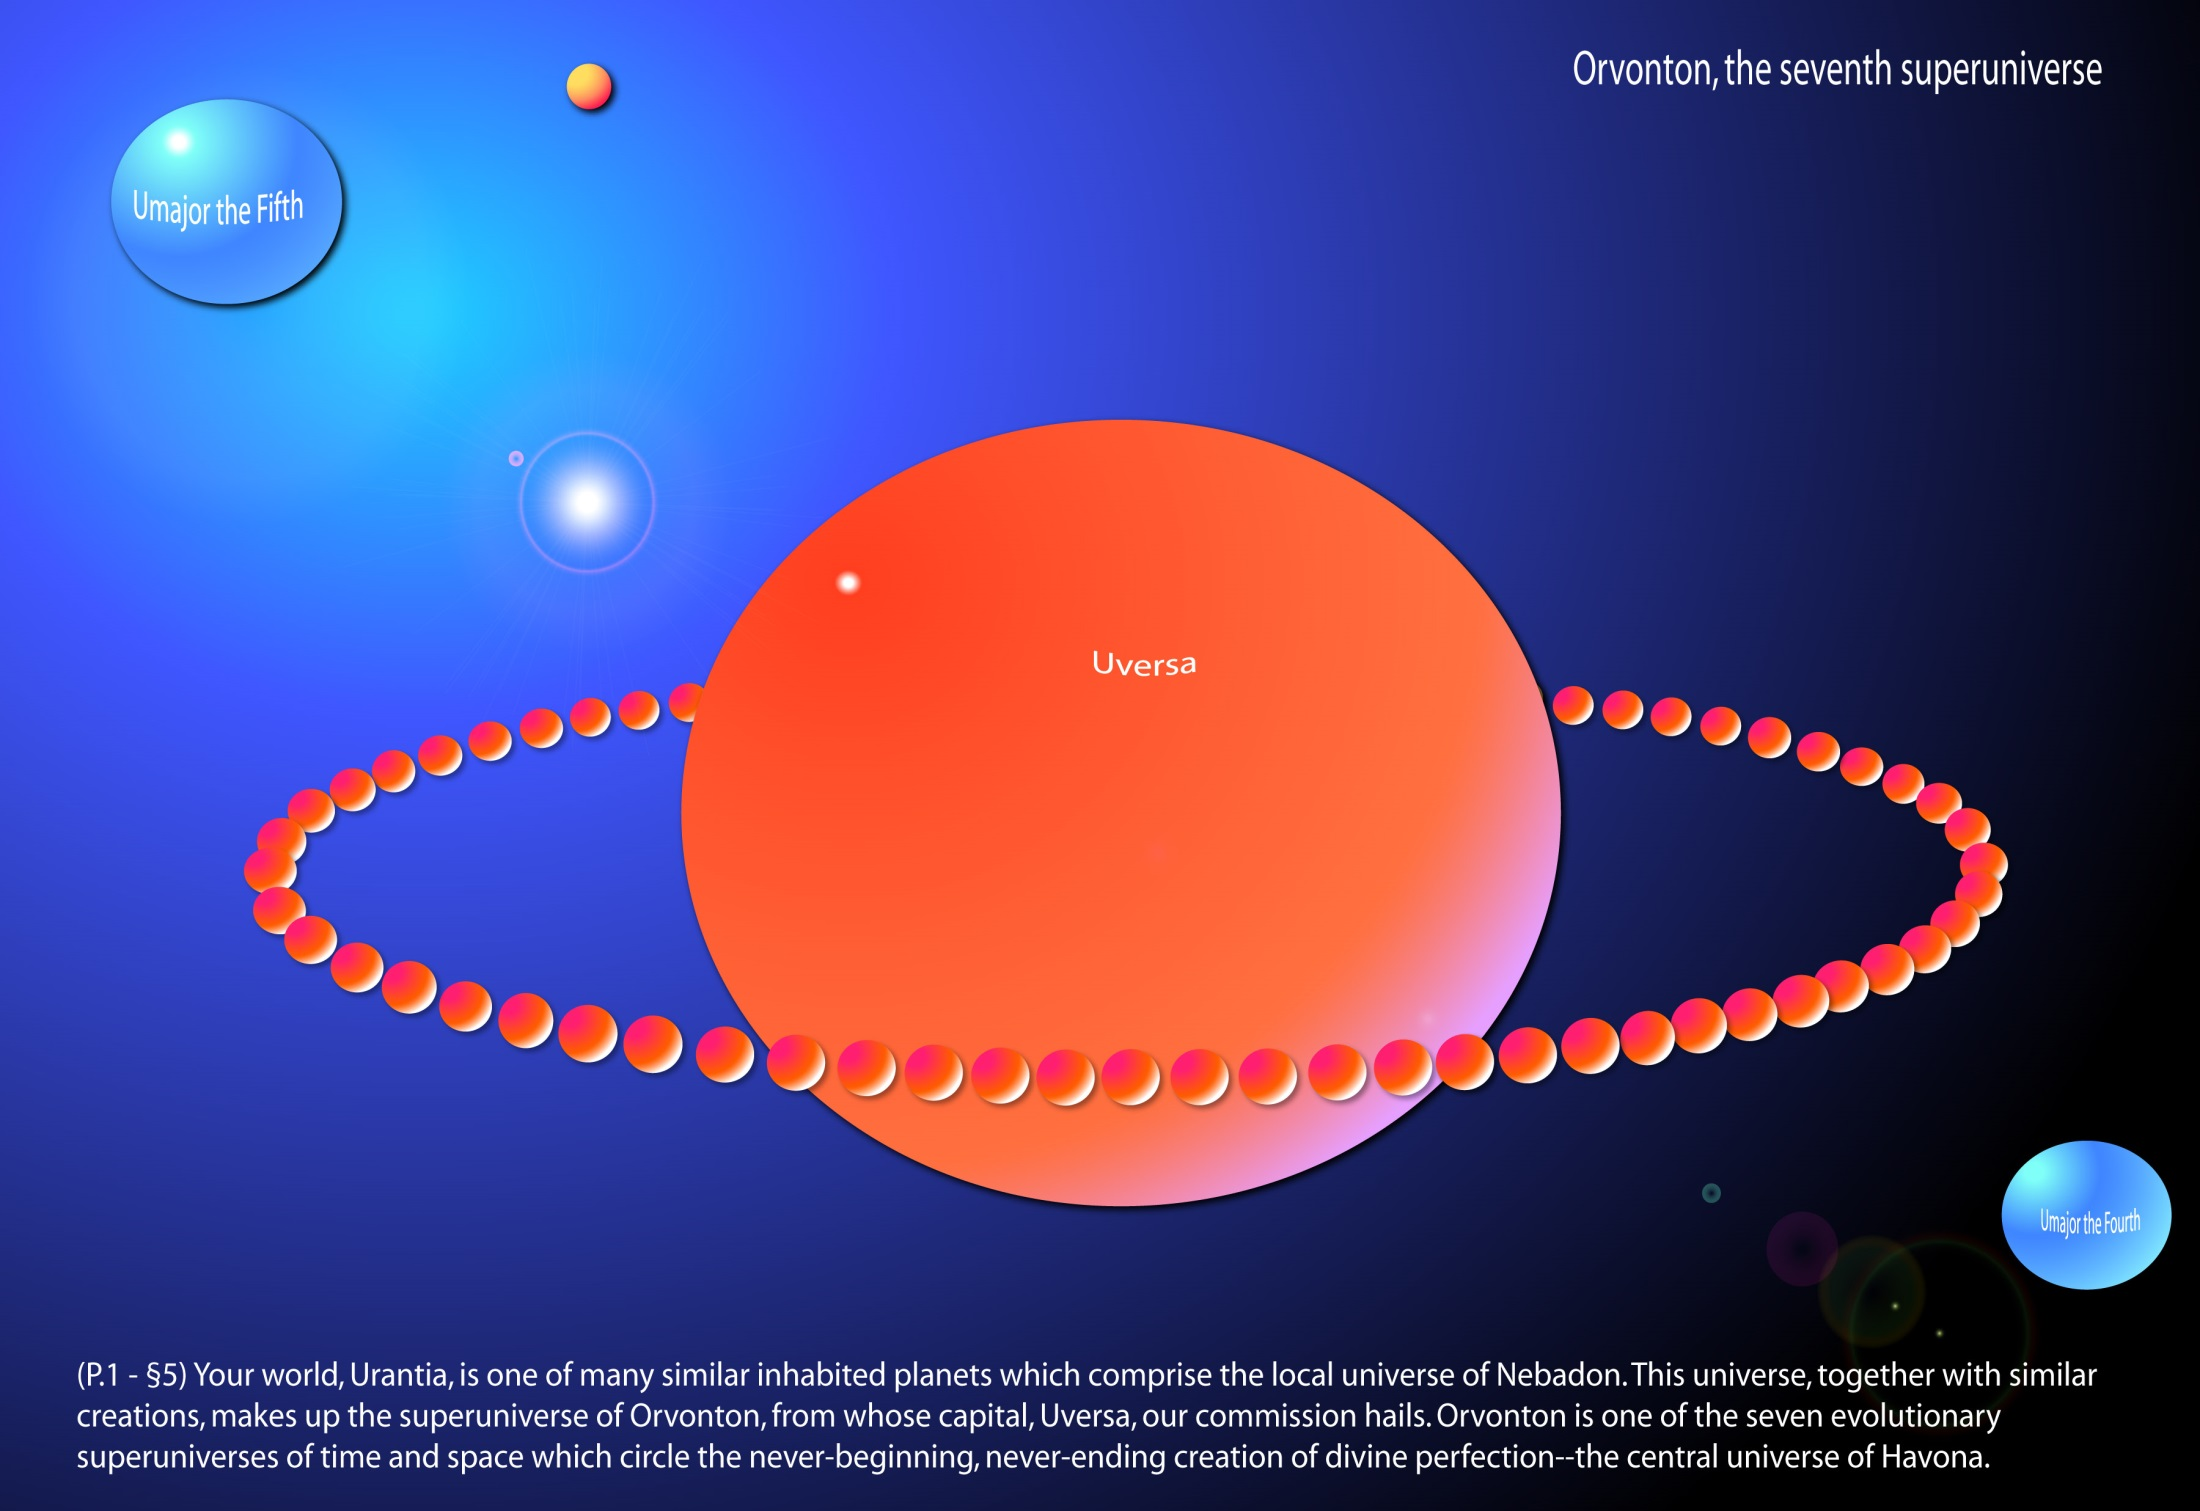 Orvonton, the seventh superuniverse
Umajor the Fifth
Uversa
Umajor the Fourth
(P.1 - §5) Your world, Urantia, is one of many similar inhabited planets which comprise the local universe of Nebadon. This universe, together with similar
creations, makes up the superuniverse of Orvonton, from whose capital, Uversa, our commission hails. Orvonton is one of the seven evolutionary
superuniverses of time and space which circle the never-beginning, never-ending creation of divine perfection--the central universe of Havona.